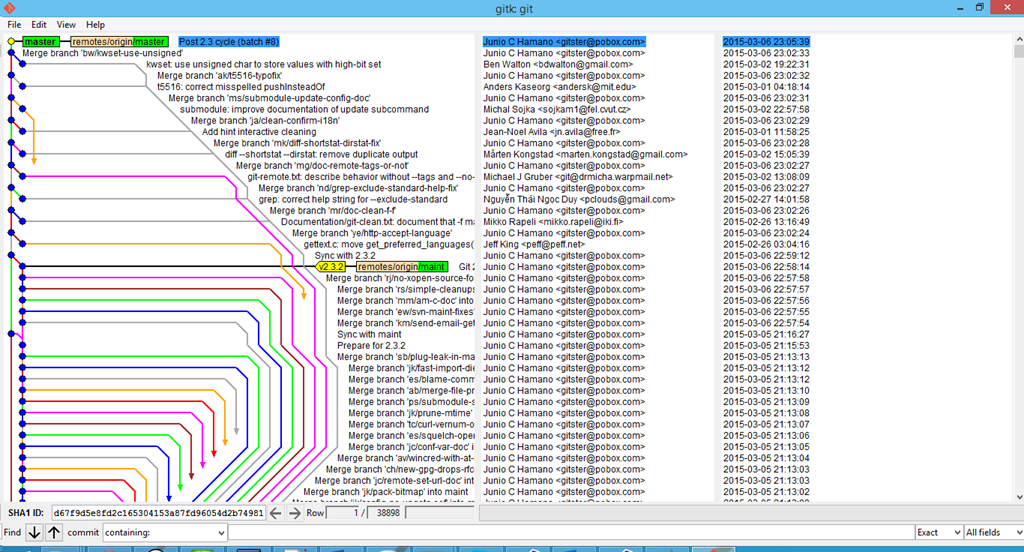 gitk: git
File Edit View Help
master remotes/origin/master Post 2.3 cycle (batch #8) Junio C Hamano <gitster@pobox.com> 2015-03-06 23:05:39
Merge branch 'bw/kwset-use-unsigned' Junio C Hamano <gitster@pobox.com> 2015-03-06 23:02:33
kwset: use unsigned char to store values with high-bit set Ben Walton <bdwalton@gmail.com> 2015-03-02 19:22:31
Merge branch 'ak/t5516-typofix' Junio C Hamano <gitster@pobox.com> 2015-03-06 23:02:32
t5516: correct misspelled pushInsteadOf Anders Kaseorg <andersk@mit.edu> 2015-03-01 04:18:14
Merge branch 'ms/submodule-update-config-doc' Junio C Hamano <gitster@pobox.com> 2015-03-06 23:02:31
submodule: improve documentation of update subcommand Michal Sojka <sojkam1@fel.cvut.cz> 2015-03-02 22:57:58
Merge branch 'ja/clean-confirm-i18n' Junio C Hamano <gitster@pobox.com> 2015-03-06 23:02:29
Add hint interactive cleaning Jean-Noel Avila <jn.avila@free.fr> 2015-03-01 11:58:25
Merge branch 'mk/diff-shortstat-dirstat-fix' Junio C Hamano <gitster@pobox.com> 2015-03-06 23:02:28
diff --shortstat --dirstat: remove duplicate output Mårten Kongstad <marten.kongstad@gmail.com> 2015-03-02 15:05:39
Merge branch 'mg/doc-remote-tags-or-not' Junio C Hamano <gitster@pobox.com> 2015-03-06 23:02:27
git-remote.txt: describe behavior without --tags and --no- Michael J Gruber <git@drmicha.warpmail.net> 2015-03-02 13:08:09
Merge branch 'nd/grep-exclude-standard-help-fix' Junio C Hamano <gitster@pobox.com> 2015-03-06 23:02:27
grep: correct help string for --exclude-standard Nguyễn Thái Ngọc Duy <pclouds@gmail.com> 2015-02-27 14:01:58
Merge branch 'mr/doc-clean-f-f' Junio C Hamano <gitster@pobox.com> 2015-03-06 23:02:26
Documentation/git-clean.txt: document that -f ma Mikko Rapeli <mikko.rapeli@iki.fi> 2015-02-26 13:16:49
Merge branch 'ye/http-accept-language' Junio C Hamano <gitster@pobox.com> 2015-03-06 23:02:24
gettext.c: move get_preferred_languages( Jeff King <peff@peff.net> 2015-02-26 03:04:16
Sync with 2.3.2 Junio C Hamano <gitster@pobox.com> 2015-03-06 22:59:12
v2.3.2 remotes/origin/maint Git 2 Junio C Hamano <gitster@pobox.com> 2015-03-06 22:58:14
Merge branch 'rj/no-xopen-source-fo Junio C Hamano <gitster@pobox.com> 2015-03-06 22:57:58
Merge branch 'rs/simple-cleanups Junio C Hamano <gitster@pobox.com> 2015-03-06 22:57:57
Merge branch 'mm/am-c-doc' into Junio C Hamano <gitster@pobox.com> 2015-03-06 22:57:56
Merge branch 'ew/svn-maint-fixes' Junio C Hamano <gitster@pobox.com> 2015-03-06 22:57:55
Merge branch 'km/send-email-get Junio C Hamano <gitster@pobox.com> 2015-03-06 22:57:54
Sync with maint Junio C Hamano <gitster@pobox.com> 2015-03-05 21:16:27
Prepare for 2.3.2 Junio C Hamano <gitster@pobox.com> 2015-03-05 21:15:53
Merge branch 'sb/plug-leak-in-ma Junio C Hamano <gitster@pobox.com> 2015-03-05 21:13:13
Merge branch 'jk/fast-import-die Junio C Hamano <gitster@pobox.com> 2015-03-05 21:13:12
Merge branch 'es/blame-comm Junio C Hamano <gitster@pobox.com> 2015-03-05 21:13:12
Merge branch 'ab/merge-file-pr Junio C Hamano <gitster@pobox.com> 2015-03-05 21:13:10
Merge branch 'ps/submodule-s Junio C Hamano <gitster@pobox.com> 2015-03-05 21:13:09
Merge branch 'jk/prune-mtime' Junio C Hamano <gitster@pobox.com> 2015-03-05 21:13:08
Merge branch 'tc/curl-vernum-o Junio C Hamano <gitster@pobox.com> 2015-03-05 21:13:07
Merge branch 'es/squelch-open Junio C Hamano <gitster@pobox.com> 2015-03-05 21:13:06
Merge branch 'jc/conf-var-doc' i Junio C Hamano <gitster@pobox.com> 2015-03-05 21:13:05
Merge branch 'av/wincred-with-at- Junio C Hamano <gitster@pobox.com> 2015-03-05 21:13:04
Merge branch 'ch/new-gpg-drops-rfc Junio C Hamano <gitster@pobox.com> 2015-03-05 21:13:03
Merge branch 'jc/remote-set-url-doc' i Junio C Hamano <gitster@pobox.com> 2015-03-05 21:13:03
Merge branch 'jk/pack-bitmap' into maint Junio C Hamano <gitster@pobox.com> 2015-03-05 21:13:02
SHA1 ID: d67f9d5e8fd2c165304153a87fd96054d2b74981 Row 1 / 38898
Find commit containing: Exact All fields